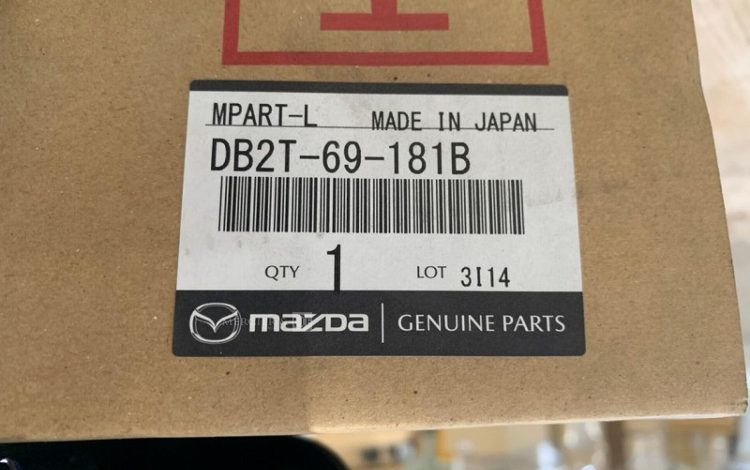 MPART-L MADE IN JAPAN
DB2T-69-181B
QTY 1 LOT 3I14
mazda GENUINE PARTS